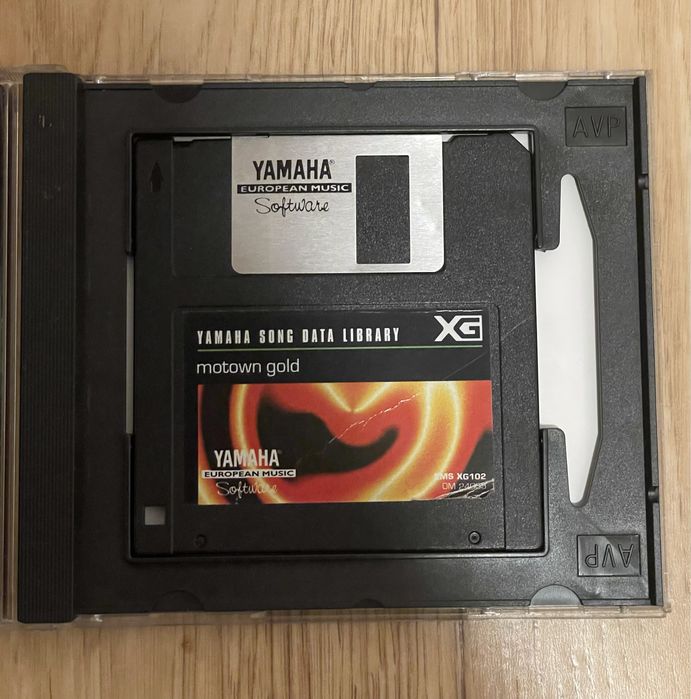 AVP
YAMAHA®
EUROPEAN MUSIC
Software
YAMAHA SONG DATA LIBRARY
XG
motown gold
YAMAHA
EUROPEAN MUSIC
Software
EMS XG102
DM
AVP